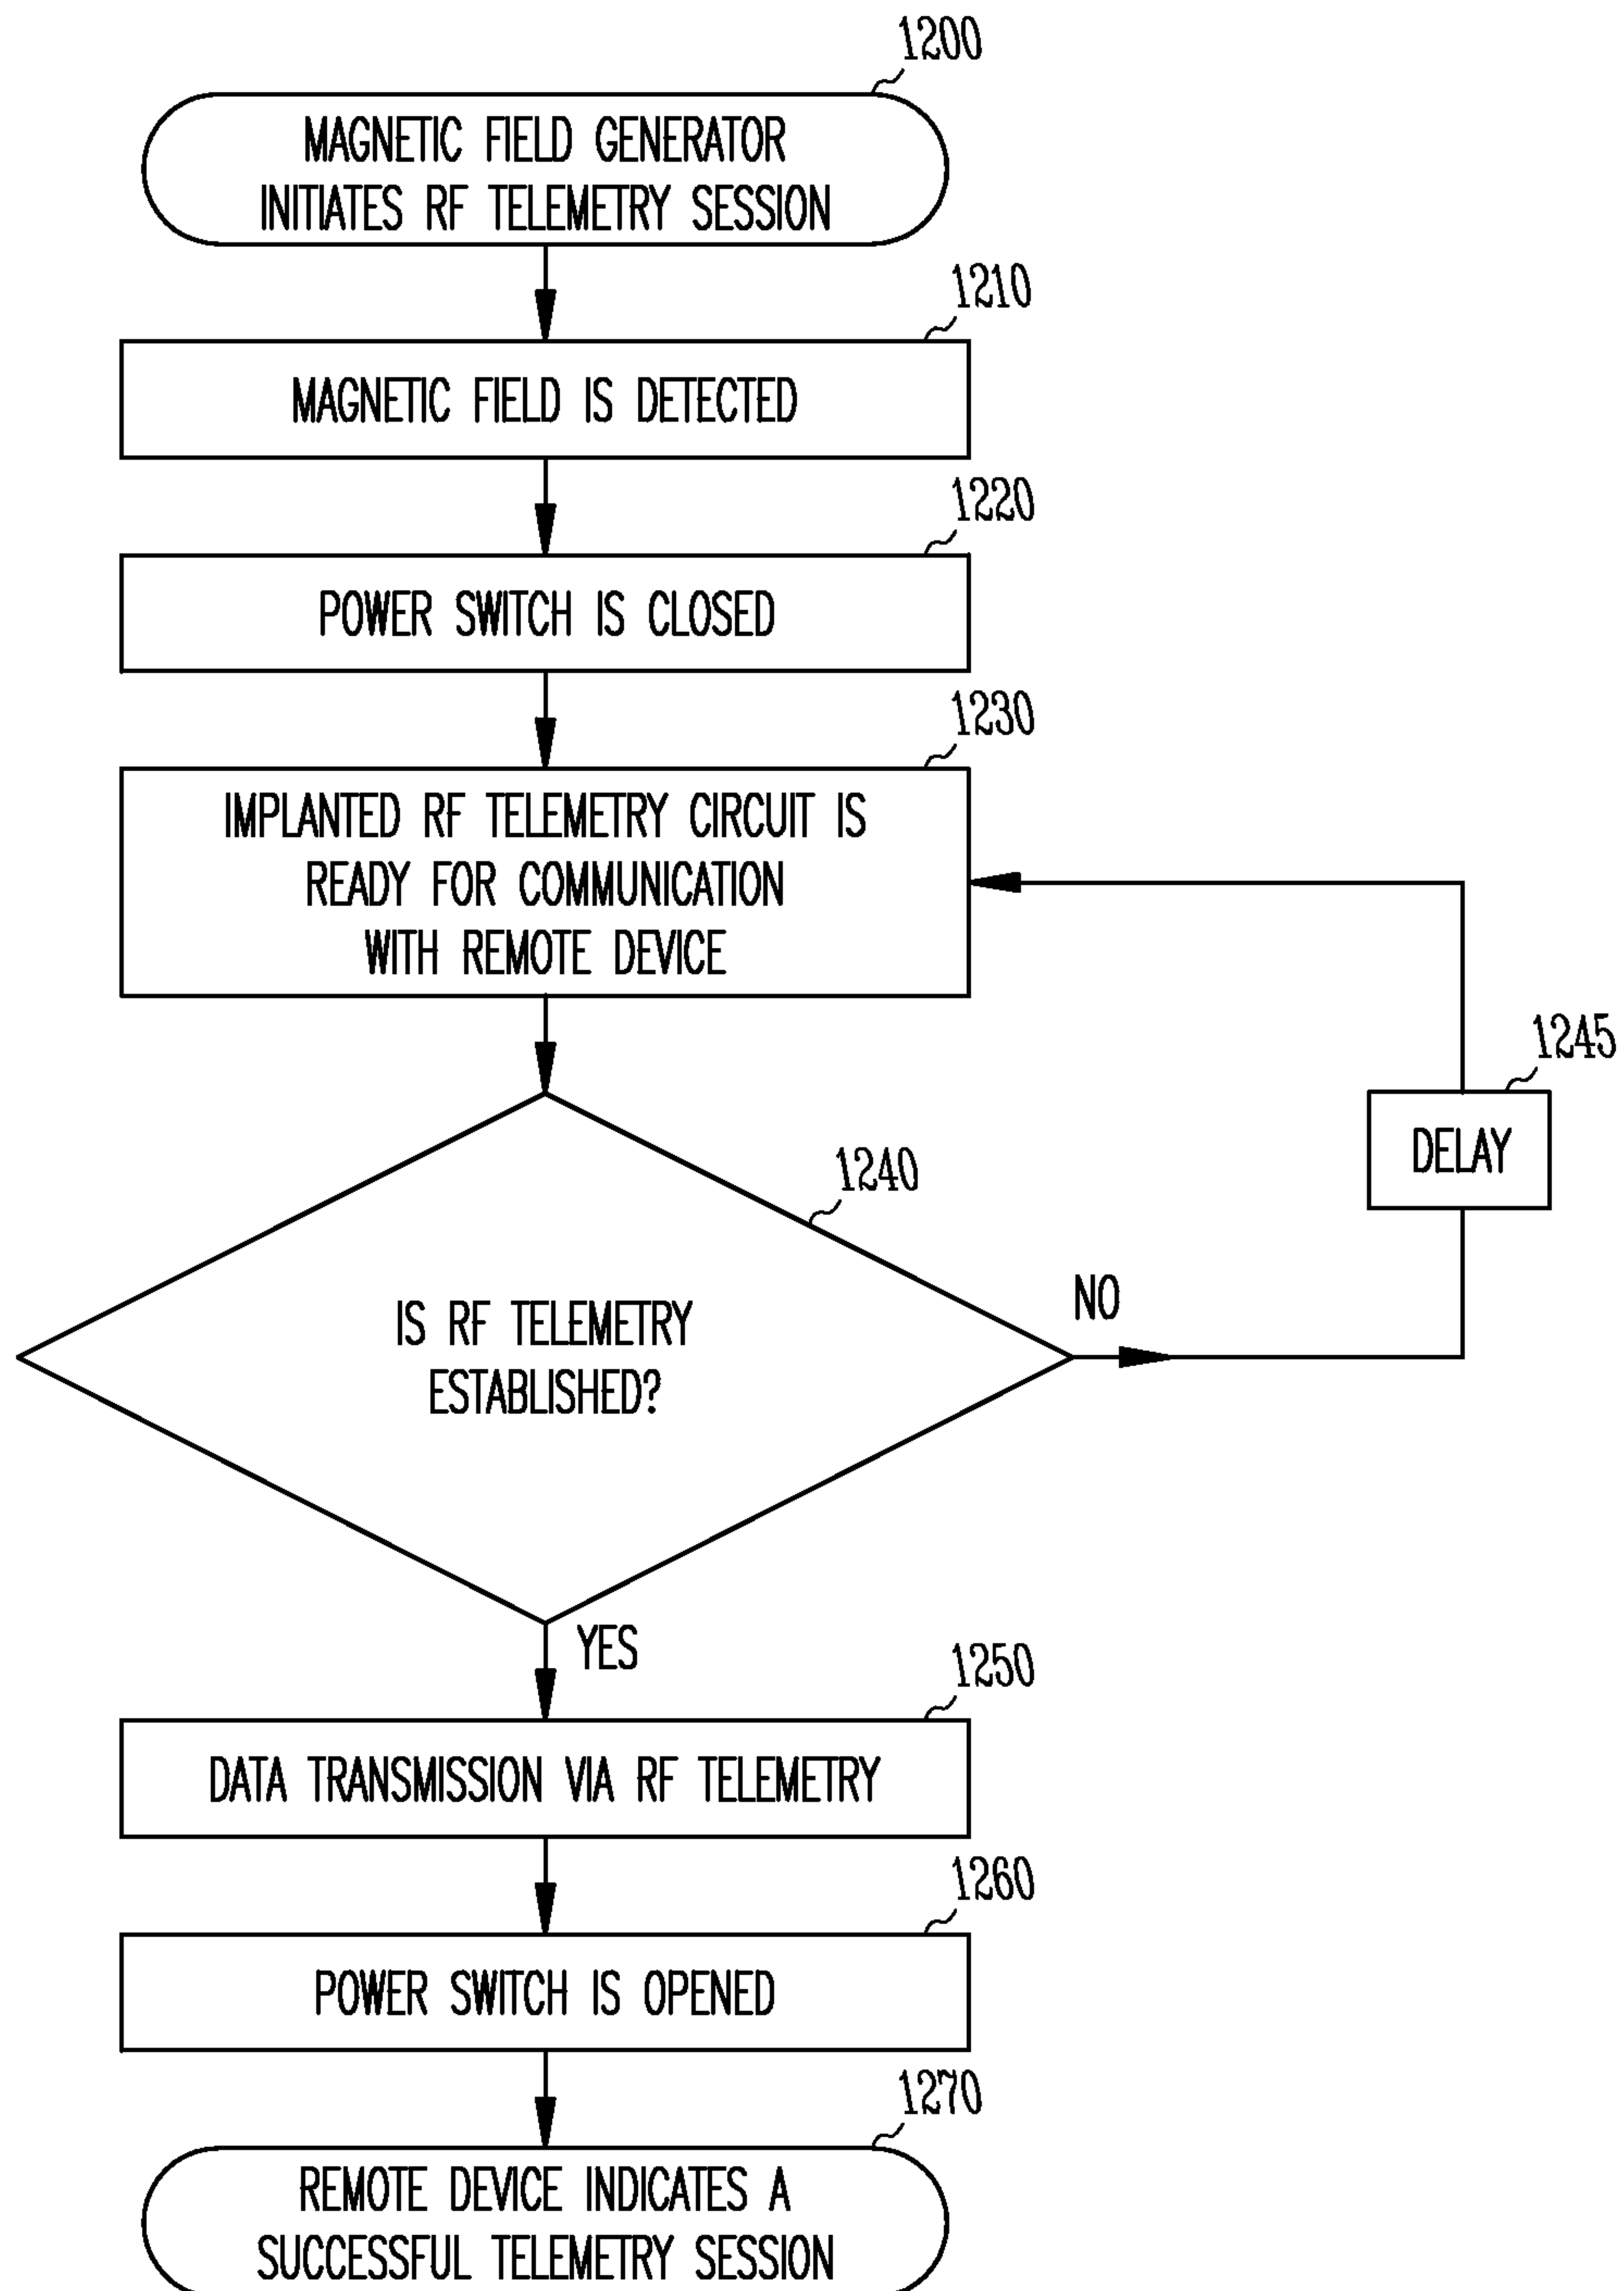 1200
MAGNETIC FIELD GENERATOR
INITIATES RF TELEMETRY SESSION
1210
MAGNETIC FIELD IS DETECTED
1220
POWER SWITCH IS CLOSED
1230
IMPLANTED RF TELEMETRY CIRCUIT IS
READY FOR COMMUNICATION
WITH REMOTE DEVICE
1245
DELAY
1240
IS RF TELEMETRY
ESTABLISHED?
NO
YES
1250
DATA TRANSMISSION VIA RF TELEMETRY
1260
POWER SWITCH IS OPENED
1270
REMOTE DEVICE INDICATES A
SUCCESSFUL TELEMETRY SESSION